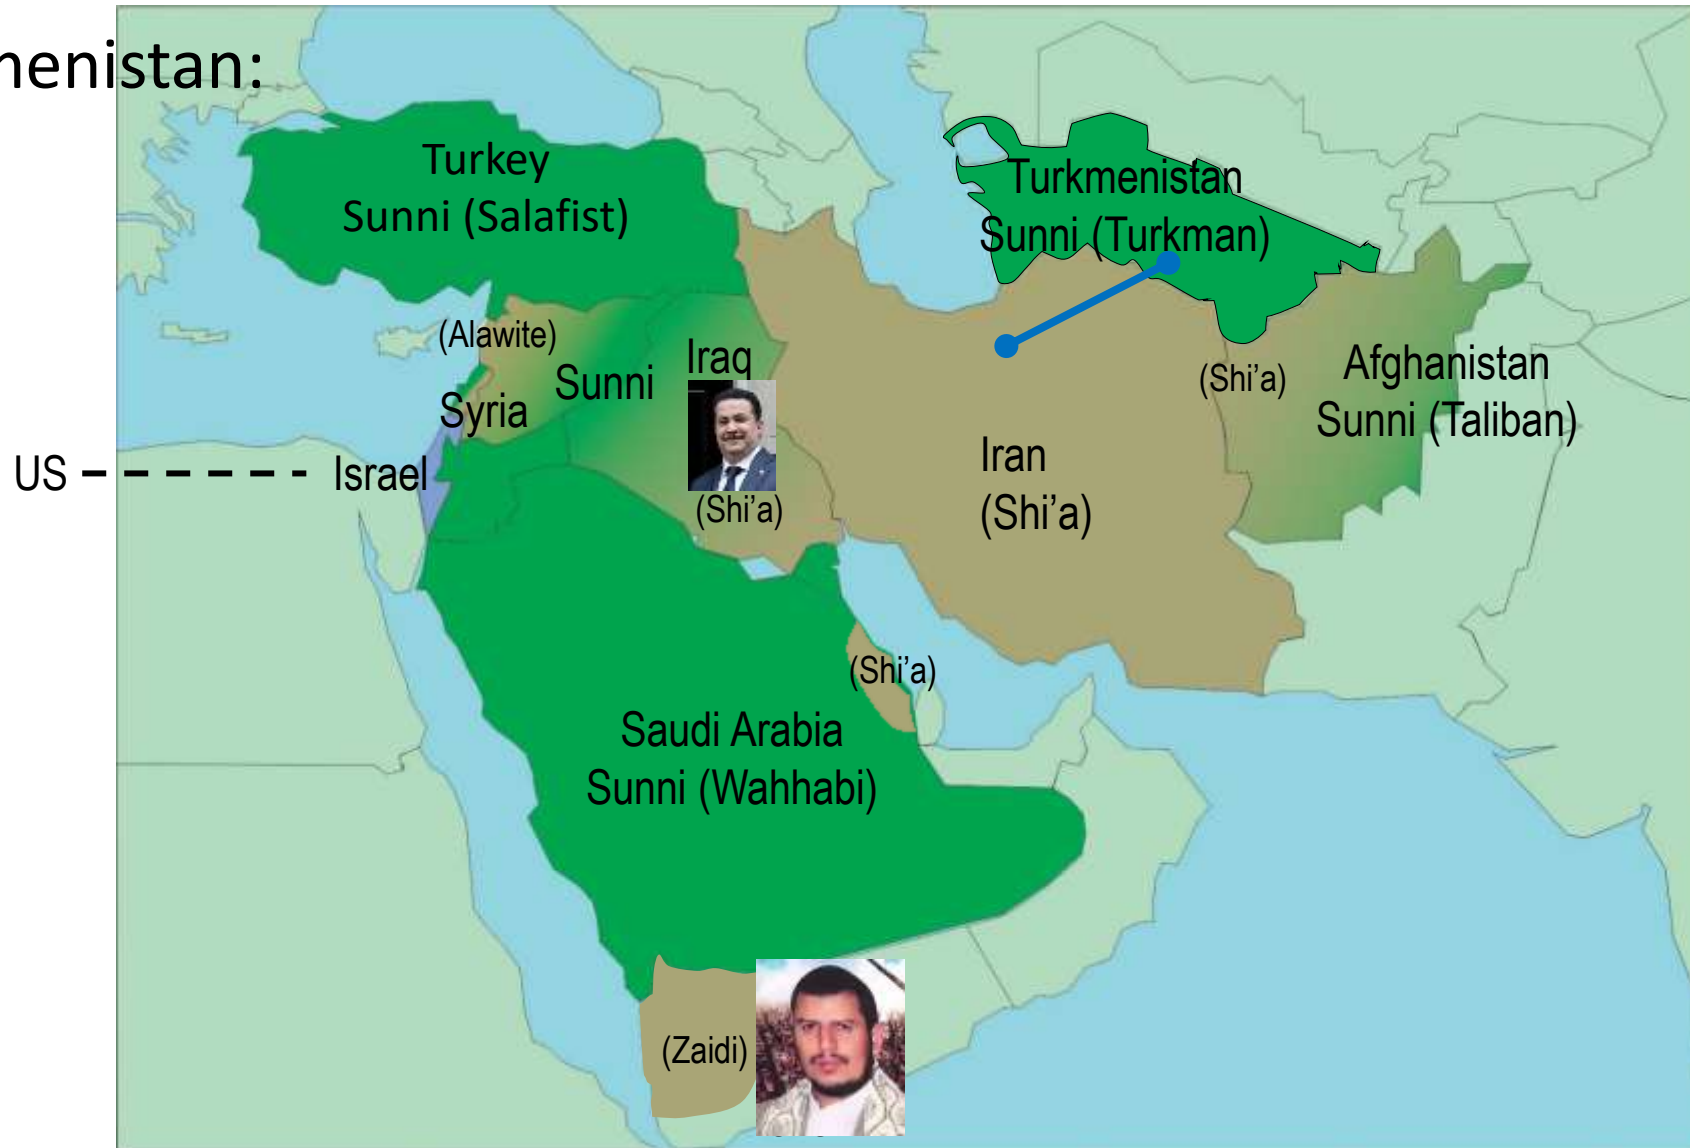 menistan:
Turkey
Sunni (Salafist)
Turkmenistan
Sunni (Turkman)
(Alawite)
Sunni
Iraq
Syria
(Shi’a)
Afghanistan
Sunni (Taliban)
US
Israel
Iran
(Shi’a)
(Shi’a)
(Shi’a)
Saudi Arabia
Sunni (Wahhabi)
(Zaidi)